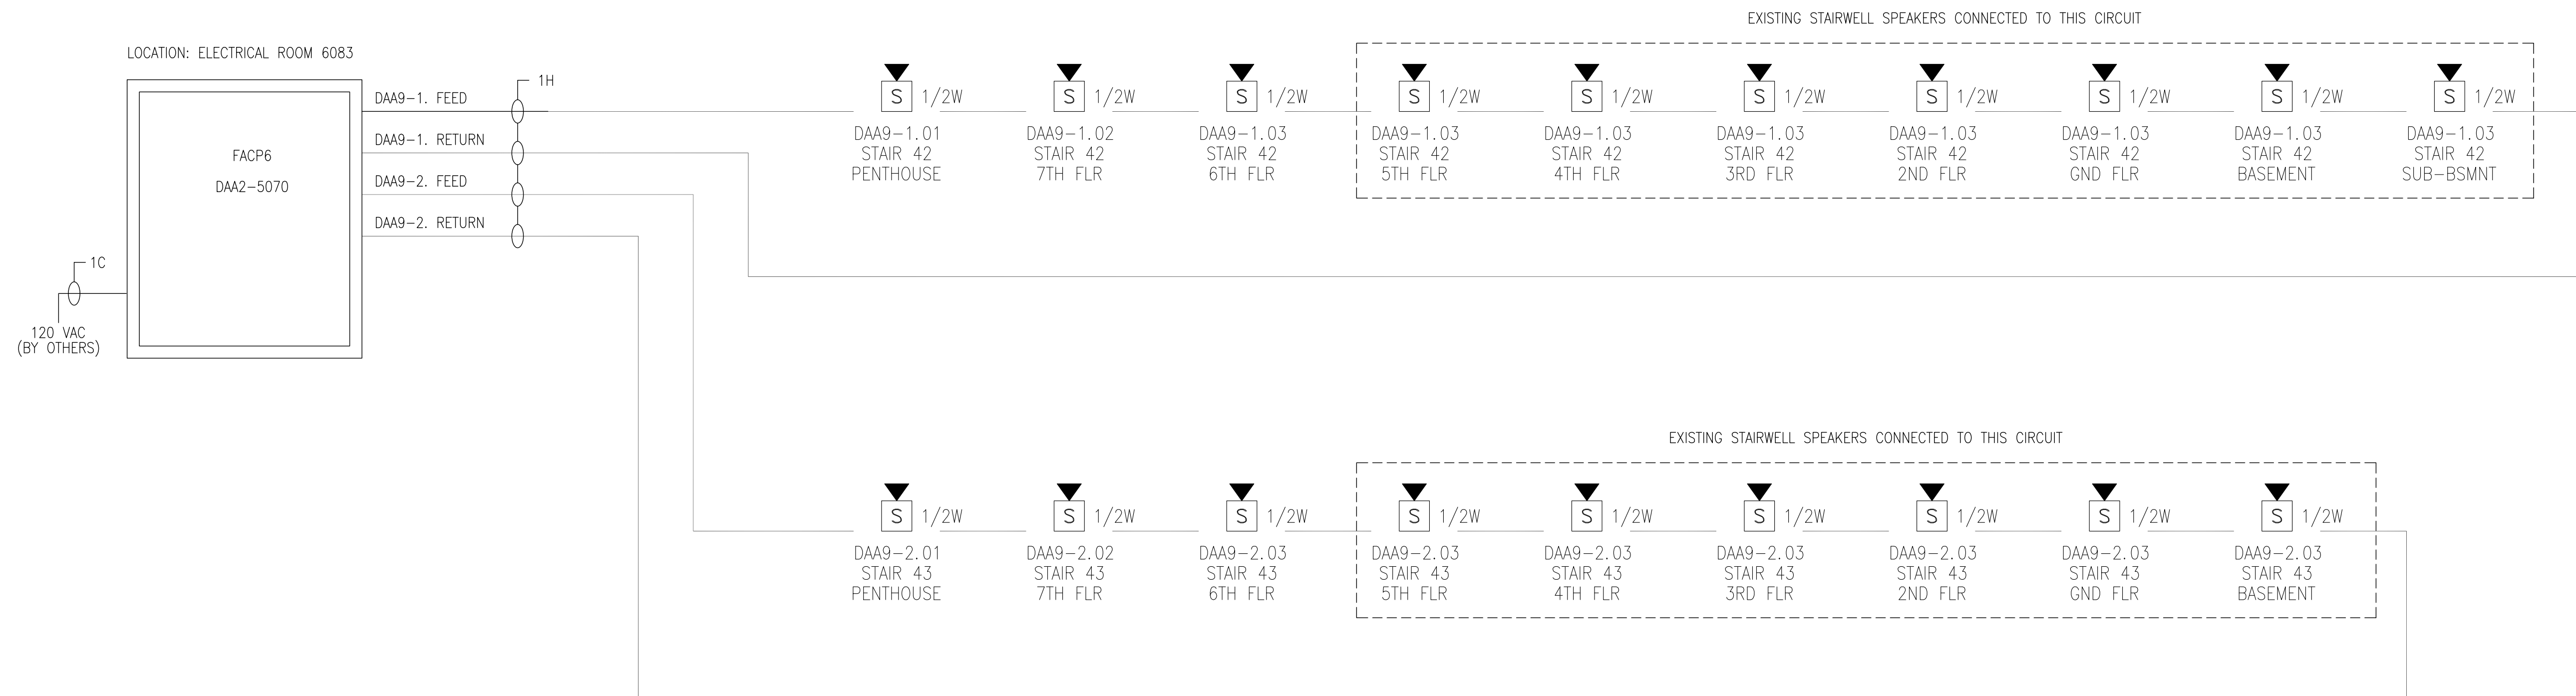 EXISTING STAIRWELL SPEAKERS CONNECTED TO THIS CIRCUIT
LOCATION: ELECTRICAL ROOM 6083
FACP6
DAA2-5070
DAA9-1. FEED
DAA9-1. RETURN
DAA9-2. FEED
DAA9-2. RETURN
1H
1C
120 VAC
(BY OTHERS)
S 1/2W
DAA9-1.01
STAIR 42
PENTHOUSE
S 1/2W
DAA9-1.02
STAIR 42
7TH FLR
S 1/2W
DAA9-1.03
STAIR 42
6TH FLR
S 1/2W
DAA9-1.03
STAIR 42
5TH FLR
S 1/2W
DAA9-1.03
STAIR 42
4TH FLR
S 1/2W
DAA9-1.03
STAIR 42
3RD FLR
S 1/2W
DAA9-1.03
STAIR 42
2ND FLR
S 1/2W
DAA9-1.03
STAIR 42
GND FLR
S 1/2W
DAA9-1.03
STAIR 42
BASEMENT
S 1/2W
DAA9-1.03
STAIR 42
SUB-BSMNT
EXISTING STAIRWELL SPEAKERS CONNECTED TO THIS CIRCUIT
S 1/2W
DAA9-2.01
STAIR 43
PENTHOUSE
S 1/2W
DAA9-2.02
STAIR 43
7TH FLR
S 1/2W
DAA9-2.03
STAIR 43
6TH FLR
S 1/2W
DAA9-2.03
STAIR 43
5TH FLR
S 1/2W
DAA9-2.03
STAIR 43
4TH FLR
S 1/2W
DAA9-2.03
STAIR 43
3RD FLR
S 1/2W
DAA9-2.03
STAIR 43
2ND FLR
S 1/2W
DAA9-2.03
STAIR 43
GND FLR
S 1/2W
DAA9-2.03
STAIR 43
BASEMENT